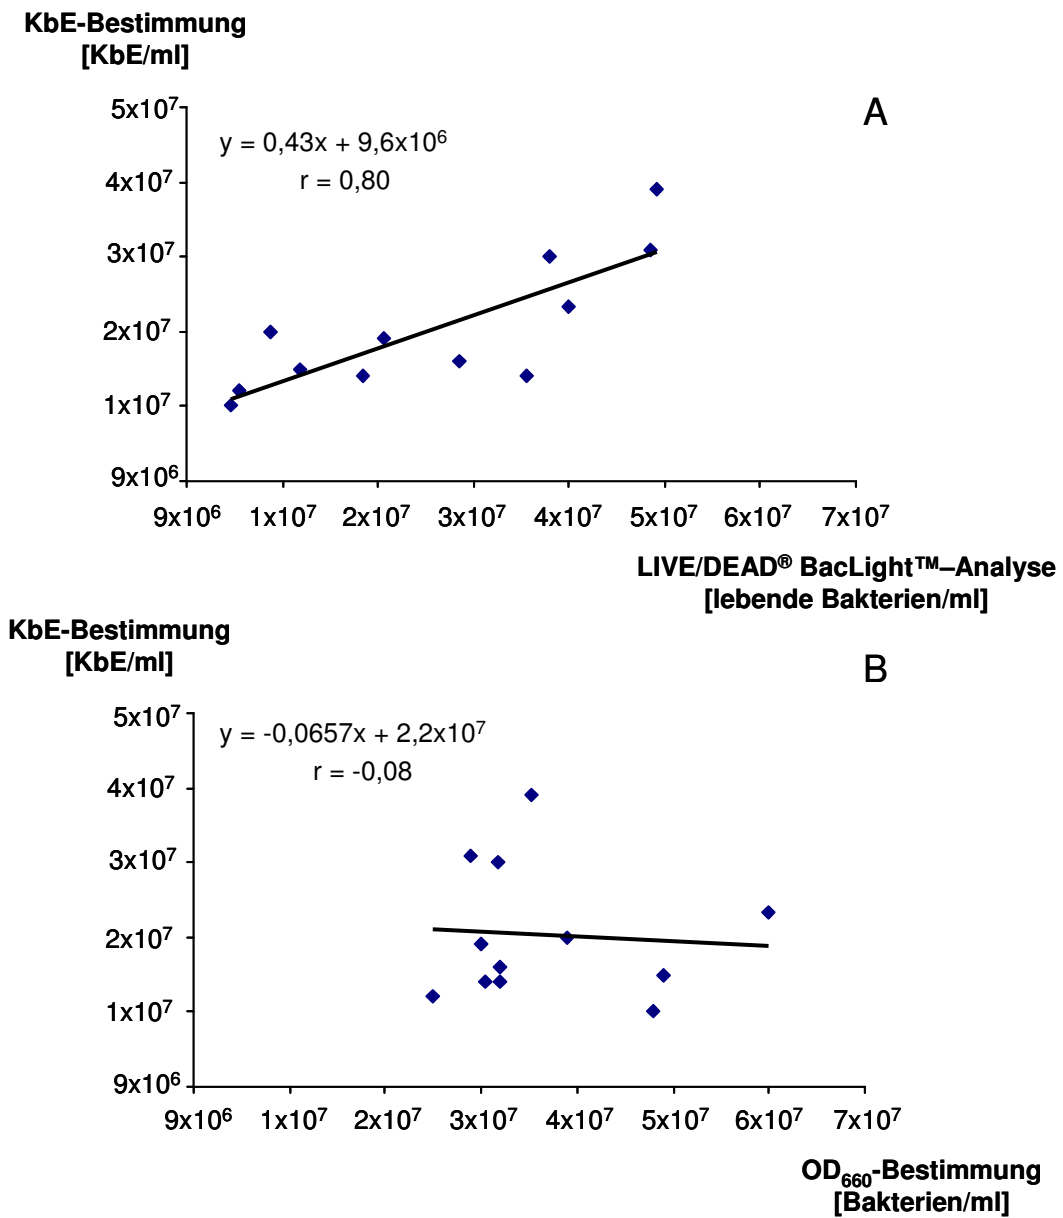 KbE-Bestimmung
[KbE/ml]
A
5x10⁷
y = 0,43x + 9,6x10⁶
r = 0,80
4x10⁷
3x10⁷
2x10⁷
1x10⁷
9x10⁶
9x10⁶ 1x10⁷ 2x10⁷ 3x10⁷ 4x10⁷ 5x10⁷ 6x10⁷ 7x10⁷
LIVE/DEAD® BacLight™–Analyse
[lebende Bakterien/ml]
KbE-Bestimmung
[KbE/ml]
B
5x10⁷
y = -0,0657x + 2,2x10⁷
r = -0,08
4x10⁷
3x10⁷
2x10⁷
1x10⁷
9x10⁶
9x10⁶ 1x10⁷ 2x10⁷ 3x10⁷ 4x10⁷ 5x10⁷ 6x10⁷ 7x10⁷
OD₆₆₀-Bestimmung
[Bakterien/ml]